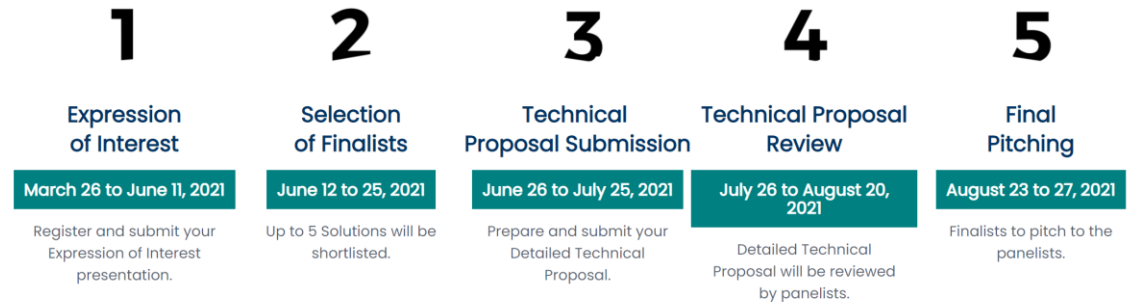 1
Expression
of Interest
March 26 to June 11, 2021
Register and submit your
Expression of Interest
presentation.
2
Selection
of Finalists
June 12 to 25, 2021
Up to 5 Solutions will be
shortlisted.
3
Technical
Proposal Submission
June 26 to July 25, 2021
Prepare and submit your
Detailed Technical
Proposal.
4
Technical Proposal
Review
July 26 to August 20,
2021
Detailed Technical
Proposal will be reviewed
by panelists.
5
Final
Pitching
August 23 to 27, 2021
Finalists to pitch to the
panelists.